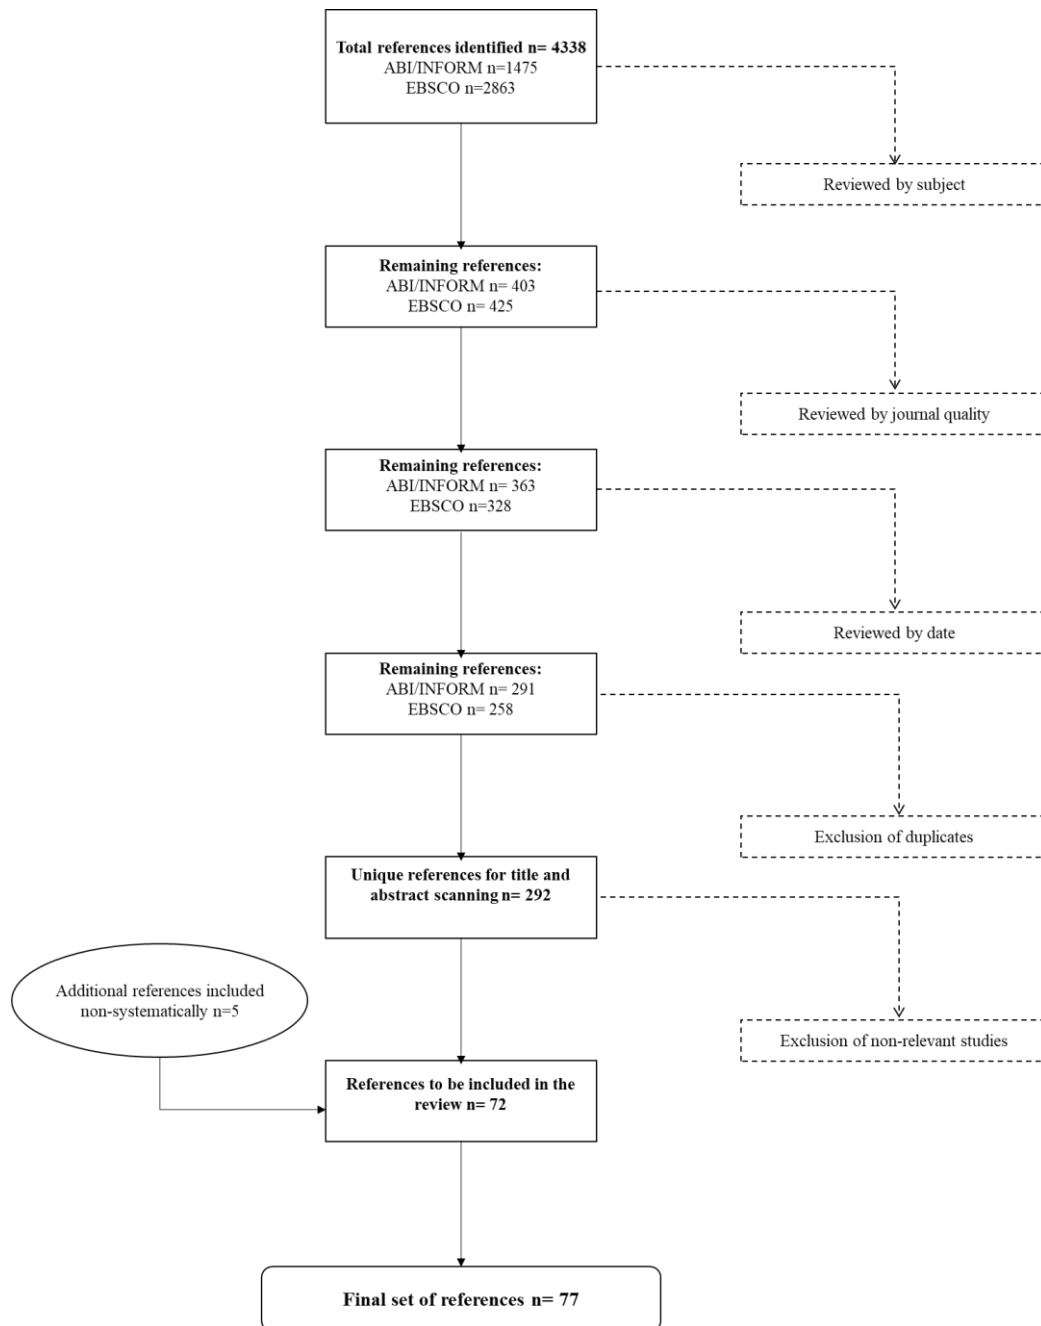 Total references identified n= 4338
ABI/INFORM n=1475
EBSCO n=2863
Reviewed by subject
Remaining references:
ABI/INFORM n= 403
EBSCO n= 425
Reviewed by journal quality
Remaining references:
ABI/INFORM n= 363
EBSCO n=328
Reviewed by date
Remaining references:
ABI/INFORM n= 291
EBSCO n= 258
Exclusion of duplicates
Unique references for title and
abstract scanning n= 292
Additional references included
non-systematically n=5
Exclusion of non-relevant studies
References to be included in the
review n= 72
Final set of references n= 77